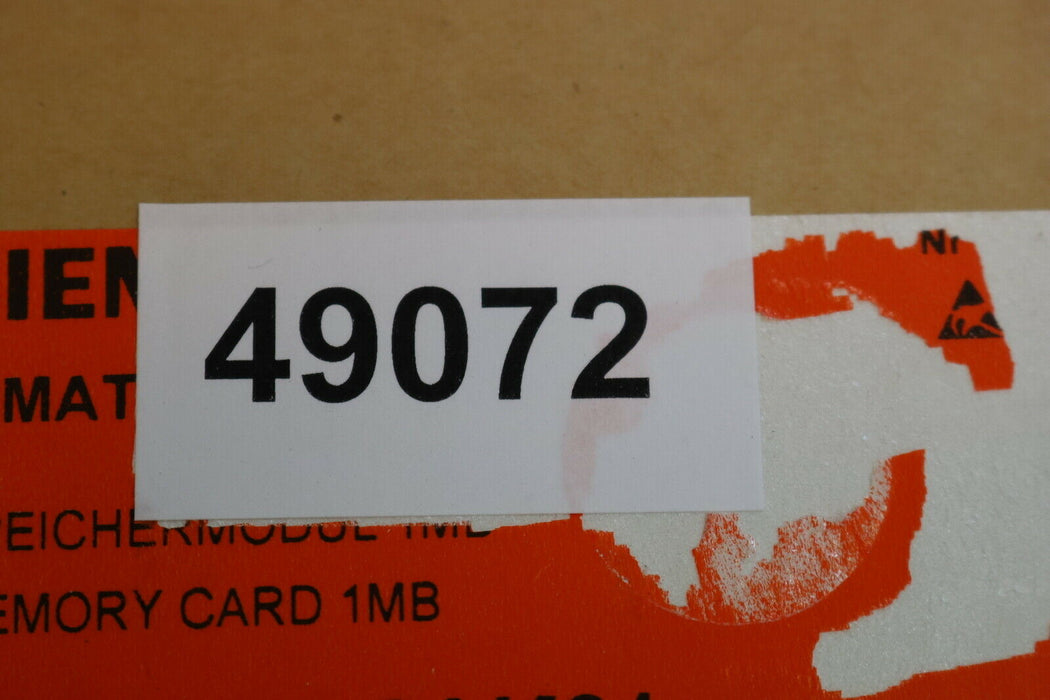 Nr
IEN
49072
MAT
EICHERMODUL 1MB
EMORY CARD 1MB